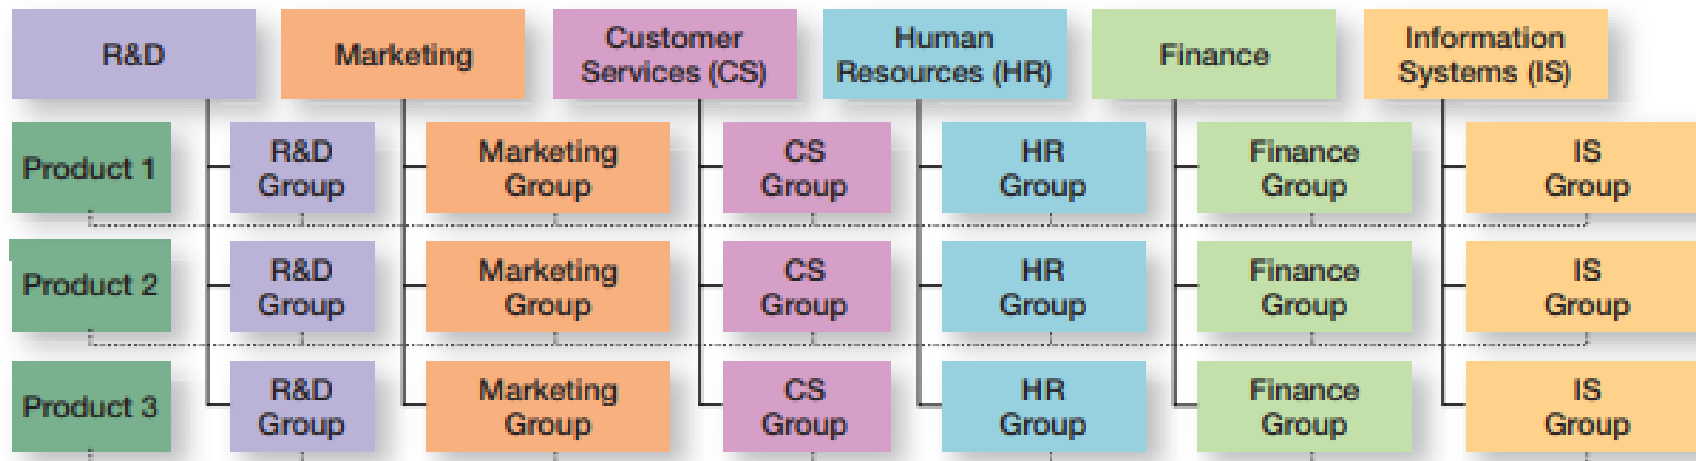 R&D
Marketing
Customer
Services (CS)
Human
Resources (HR)
Finance
Information
Systems (IS)
Product 1
R&D
Group
Marketing
Group
CS
Group
HR
Group
Finance
Group
IS
Group
Product 2
R&D
Group
Marketing
Group
CS
Group
HR
Group
Finance
Group
IS
Group
Product 3
R&D
Group
Marketing
Group
CS
Group
HR
Group
Finance
Group
IS
Group